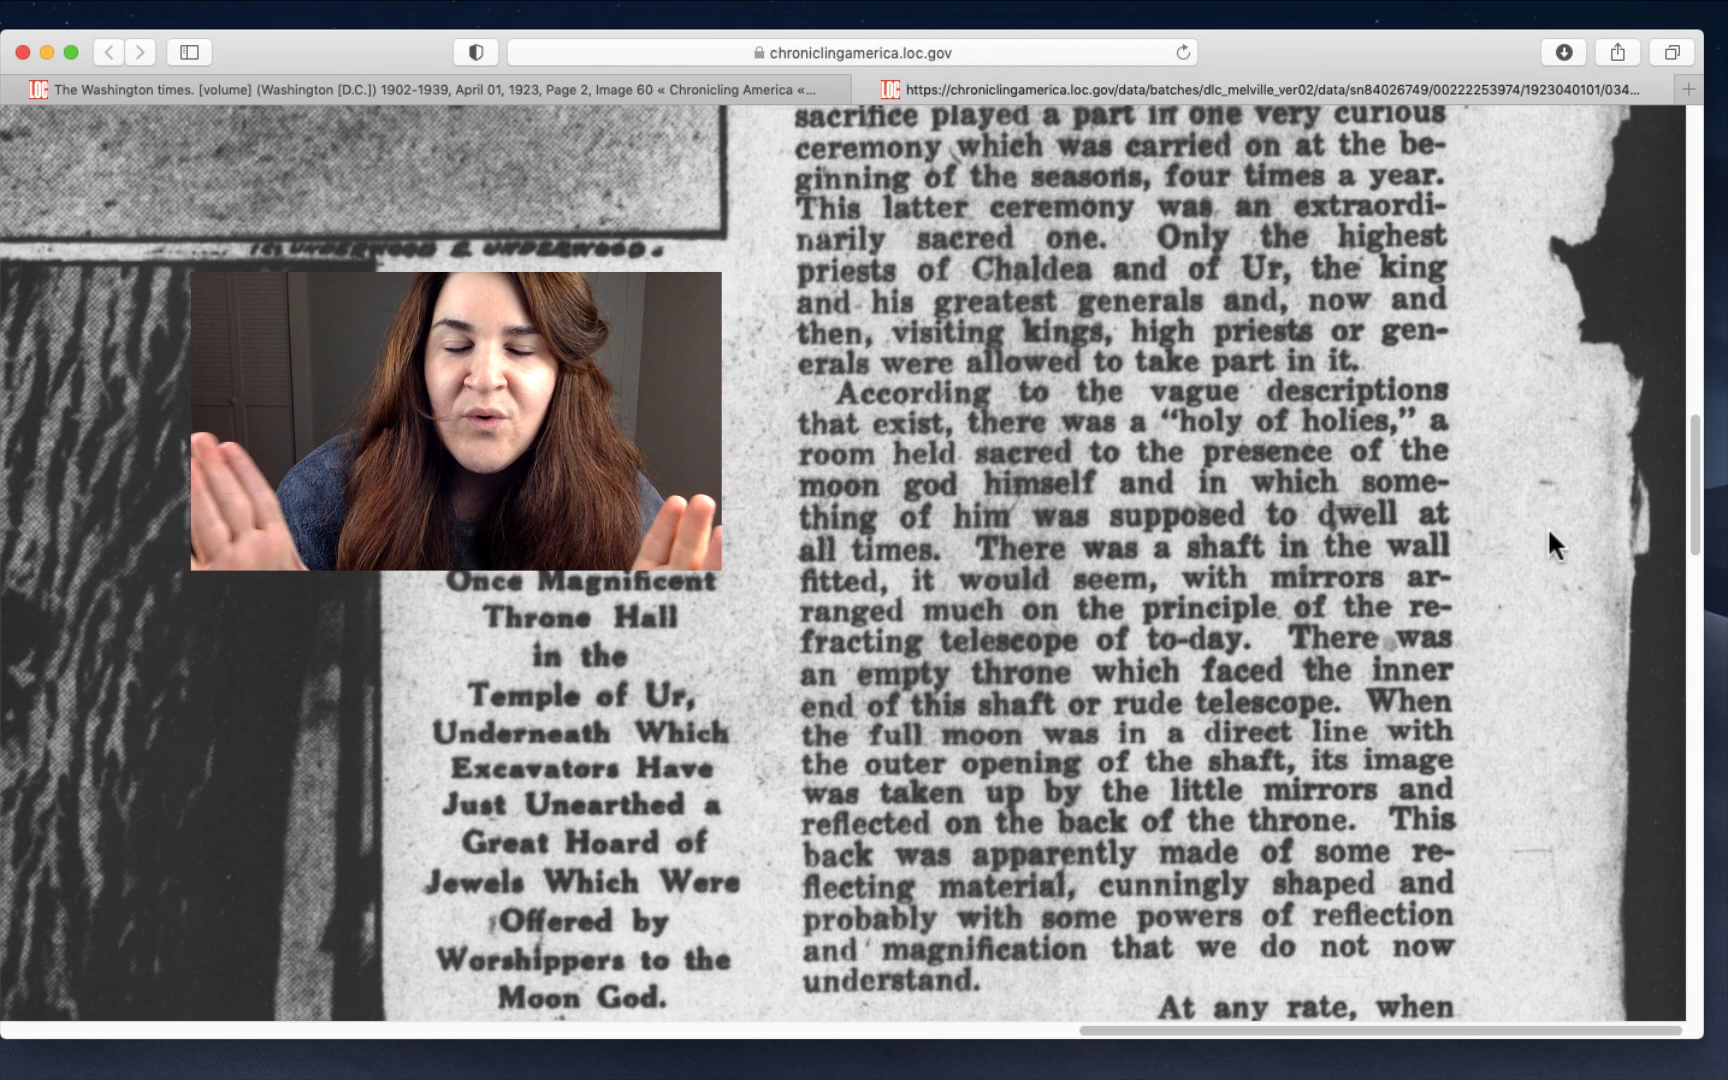 chroniclingamerica.loc.gov
LOC The Washington times. [volume] (Washington [D.C.]) 1902-1939, April 01, 1923, Page 2, Image 60 « Chronicling America «...
LOC https://chroniclingamerica.loc.gov/data/batches/dlc_melville_ver02/data/sn84026749/00222253974/1923040101/034...
UNDERWOOD & UNDERWOOD.
Once Magnificent
Throne Hall
in the
Temple of Ur,
Underneath Which
Excavators Have
Just Unearthed a
Great Hoard of
Jewels Which Were
Offered by
Worshippers to the
Moon God.
sacrifice played a part in one very curious
ceremony which was carried on at the be-
ginning of the seasons, four times a year.
This latter ceremony was an extraordi-
narily sacred one. Only the highest
priests of Chaldea and of Ur, the king
and his greatest generals and, now and
then, visiting kings, high priests or gen-
erals were allowed to take part in it.
According to the vague descriptions
that exist, there was a “holy of holies,” a
room held sacred to the presence of the
moon god himself and in which some-
thing of him was supposed to dwell at
all times. There was a shaft in the wall
fitted, it would seem, with mirrors ar-
ranged much on the principle of the re-
fracting telescope of to-day. There was
an empty throne which faced the inner
end of this shaft or rude telescope. When
the full moon was in a direct line with
the outer opening of the shaft, its image
was taken up by the little mirrors and
reflected on the back of the throne. This
back was apparently made of some re-
flecting material, cunningly shaped and
probably with some powers of reflection
and magnification that we do not now
understand.
At any rate, when